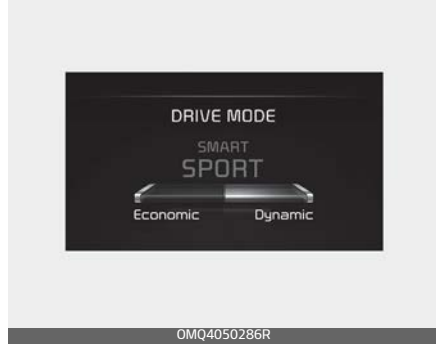 DRIVE MODE
SMART
SPORT
Economic Dynamic
OMQ4050286R